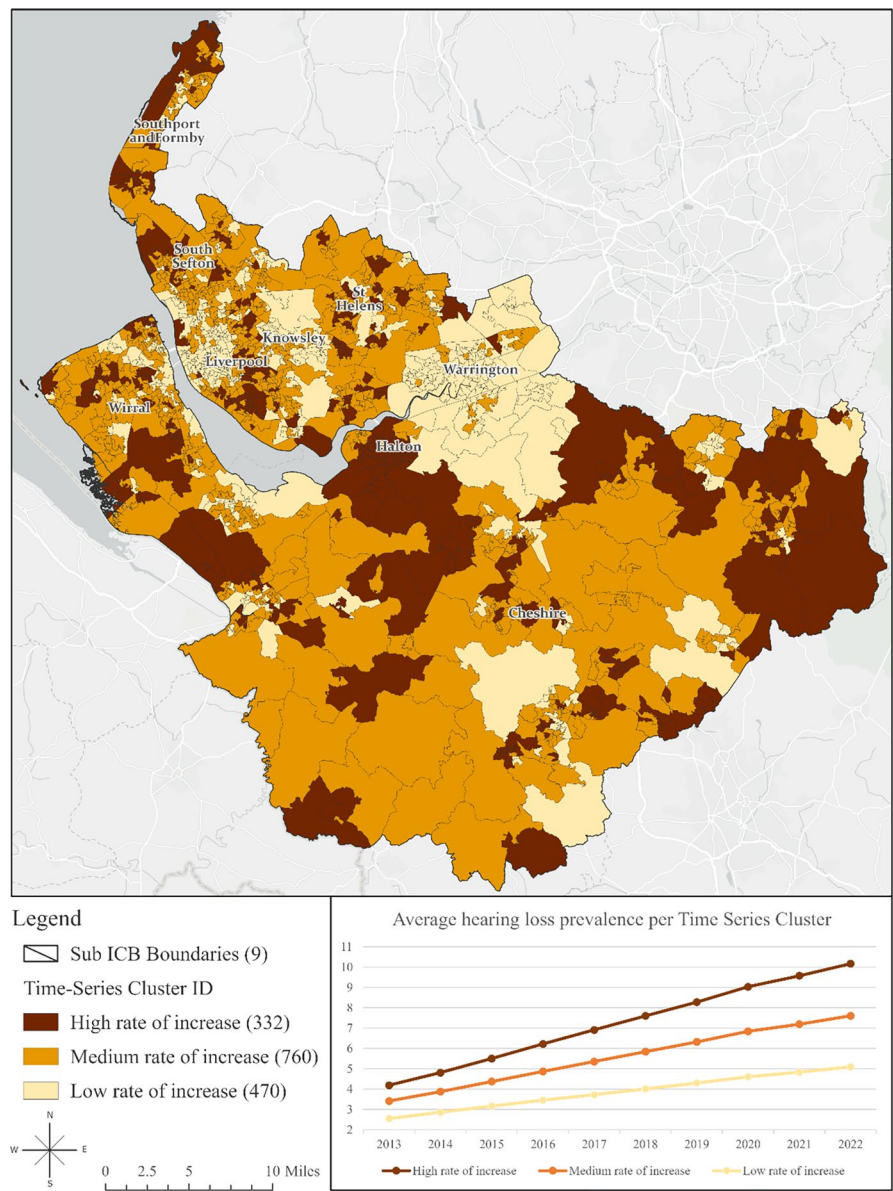 Southport
and Formby
South
Sefton
St
Helens
Knowsley
Liverpool
Warrington
Wirral
Halton
Cheshire
Legend
Sub ICB Boundaries (9)
Time-Series Cluster ID
High rate of increase (332)
Medium rate of increase (760)
Low rate of increase (470)
N
W E
S
0 2.5 5 10 Miles
Average hearing loss prevalence per Time Series Cluster
11
10
9
8
7
6
5
4
3
2
2013 2014 2015 2016 2017 2018 2019 2020 2021 2022
High rate of increase Medium rate of increase Low rate of increase